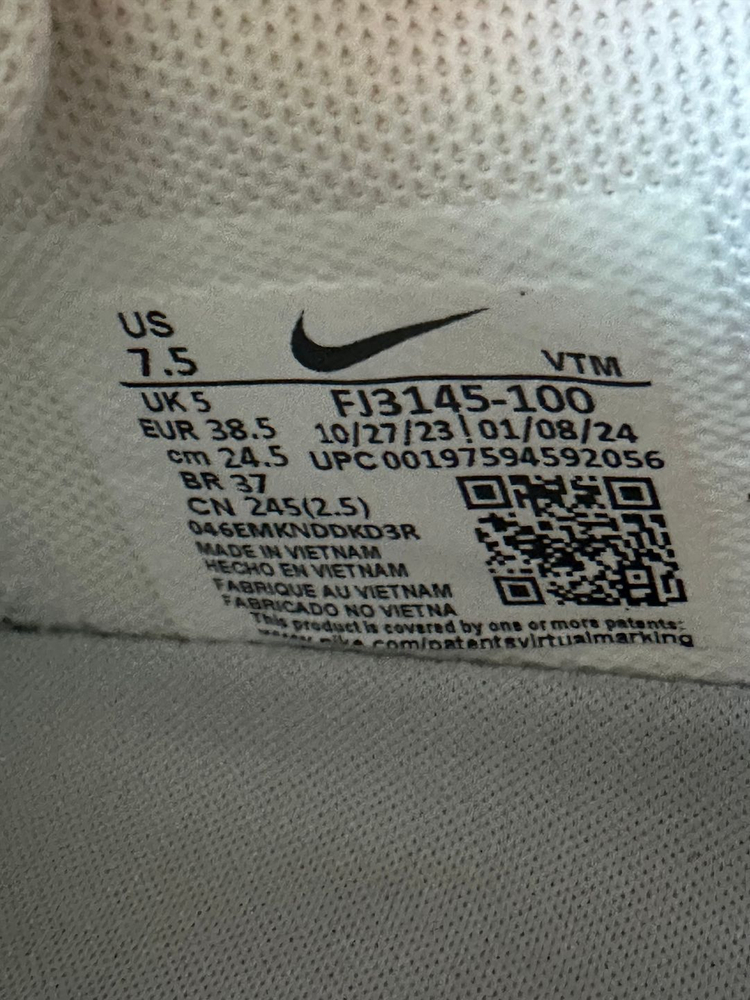 US
7.5
VTM
UK 5
FJ3145-100
EUR 38.5
10/27/23 ! 01/08/24
cm 24.5
UPC 00197594592056
BR 37
CN 245(2.5)
046EMKNDDKD3R
MADE IN VIETNAM
HECHO EN VIETNAM
FABRIQUE AU VIETNAM
FABRICADO NO VIETNA
This product is covered by one or more patents:
www.nike.com/patentsvirtualmarking